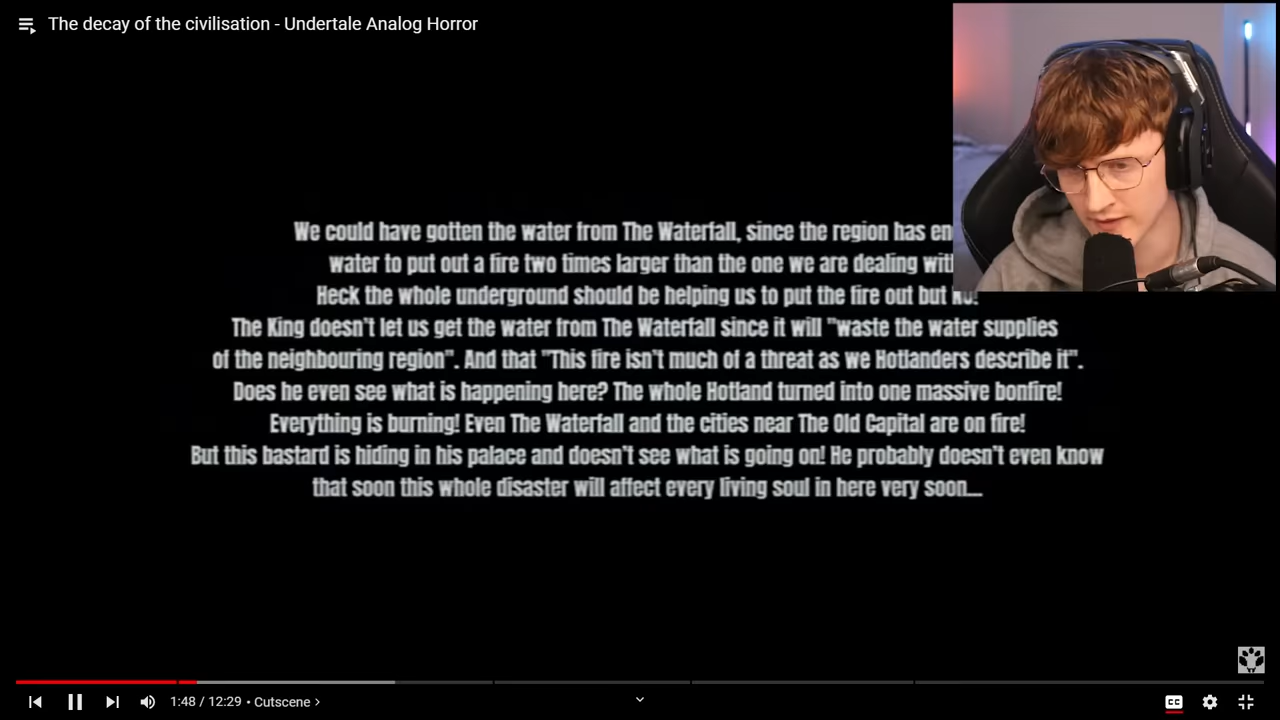 The decay of the civilisation - Undertale Analog Horror
We could have gotten the water from The Waterfall, since the region has
water to put out a fire two times larger than the one we are dealing
Heck the whole underground should be helping us to put the fire out but
The King doesn't let us get the water from The Waterfall since it will "waste the water supplies
of the neighbouring region". And that "This fire isn't much of a threat as we Hotlanders describe it".
Does he even see what is happening here? The whole Hotland turned into one massive bonfire!
Everything is burning! Even The Waterfall and the cities near The Old Capital are on fire!
But this bastard is hiding in his palace and doesn't see what is going on! He probably doesn't even know
that soon this whole disaster will affect every living soul in here very soon...
1:48 / 12:29 • Cutscene >
CC